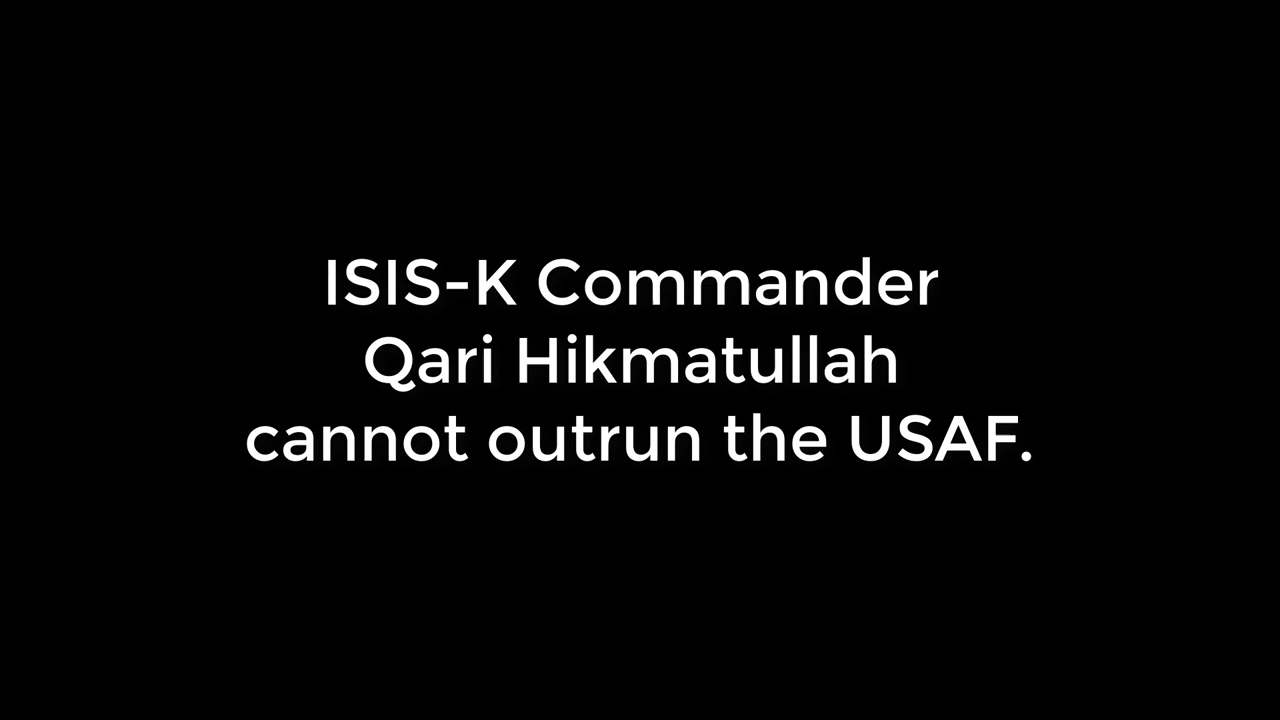 ISIS-K Commander
Qari Hikmatullah
cannot outrun the USAF.